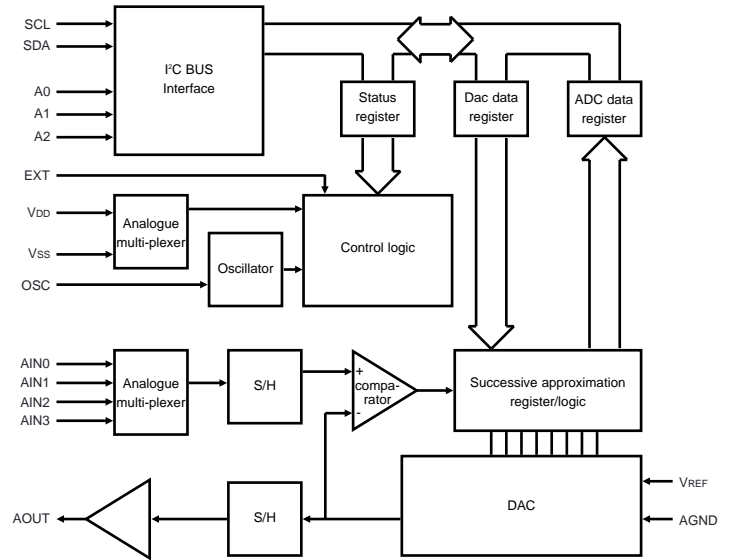 SCL
SDA
A0
A1
A2
I²C BUS
Interface
Status
register
Dac data
register
ADC data
register
EXT
VDD
VSS
OSC
Analogue
multi-plexer
Oscillator
Control logic
AIN0
AIN1
AIN2
AIN3
Analogue
multi-plexer
S/H
+
compa-
rator
-
Successive approximation
register/logic
AOUT
S/H
DAC
VREF
AGND